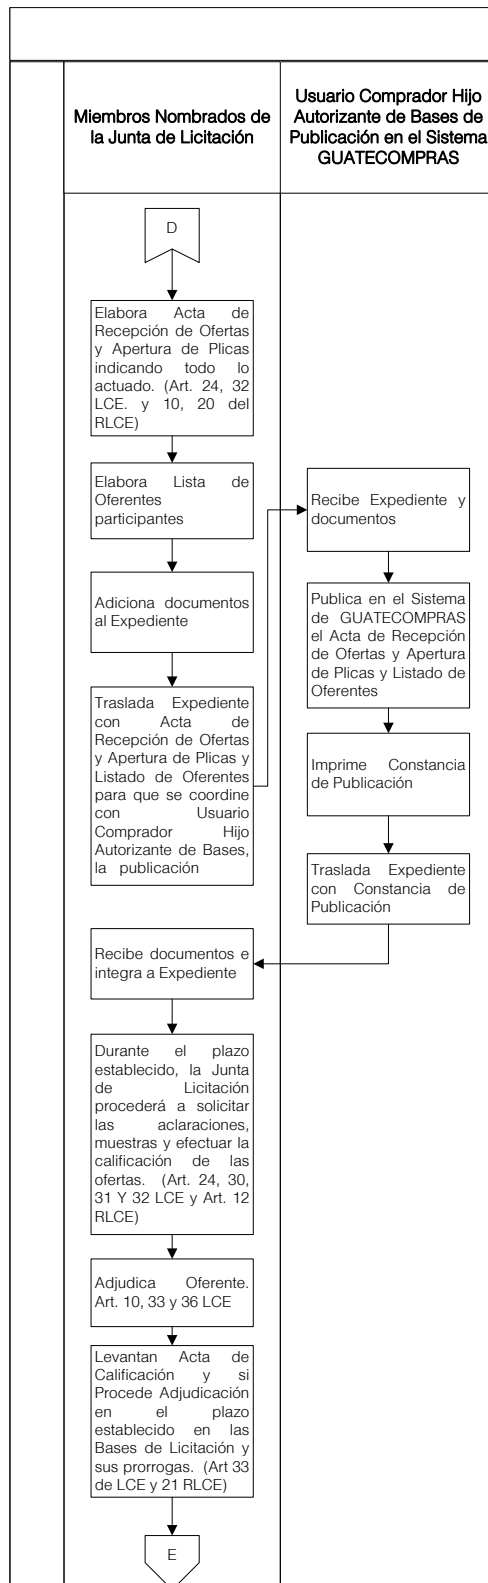 Miembros Nombrados de
la Junta de Licitación
Usuario Comprador Hijo
Autorizante de Bases de
Publicación en el Sistema
GUATECOMPRAS
D
Elabora Acta de
Recepción de Ofertas
y Apertura de Plicas
indicando todo lo
actuado. (Art. 24, 32
LCE. y 10, 20 del
RLCE)
Elabora Lista de
Oferentes
participantes
Adiciona documentos
al Expediente
Traslada Expediente
con Acta de
Recepción de Ofertas
y Apertura de Plicas y
Listado de Oferentes
para que se coordine
con Usuario
Comprador Hijo
Autorizante de Bases,
la publicación
Recibe Expediente y
documentos
Publica en el Sistema
de GUATECOMPRAS
el Acta de Recepción
de Ofertas y Apertura
de Plicas y Listado de
Oferentes
Imprime Constancia
de Publicación
Traslada Expediente
con Constancia de
Publicación
Recibe documentos e
integra a Expediente
Durante el plazo
establecido, la Junta
de Licitación
procederá a solicitar
las aclaraciones,
muestras y efectuar la
calificación de las
ofertas. (Art. 24, 30,
31 Y 32 LCE y Art. 12
RLCE)
Adjudica Oferente.
Art. 10, 33 y 36 LCE
Levantan Acta de
Calificación y si
Procede Adjudicación
en el plazo
establecido en las
Bases de Licitación y
sus prorrogas. (Art 33
de LCE y 21 RLCE)
E